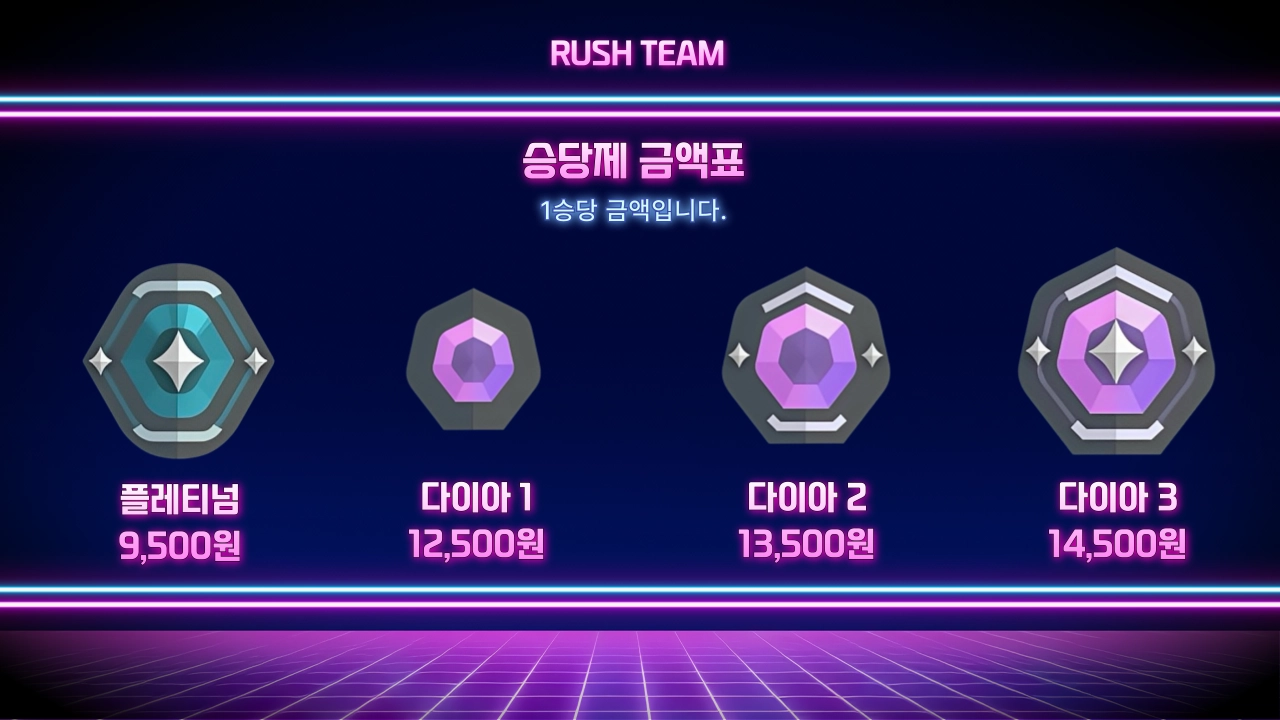 RUSH TEAM
승당제 금액표
1승당 금액입니다.
플레티넘
9,500원
다이아 1
12,500원
다이아 2
13,500원
다이아 3
14,500원